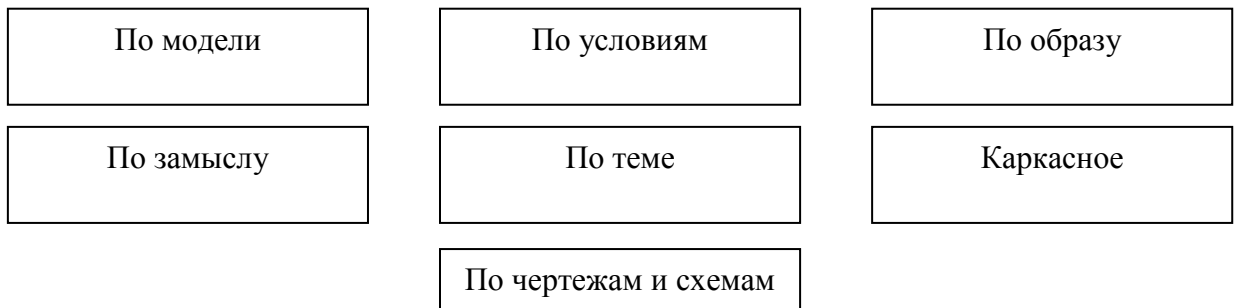 По модели
По условиям
По образу
По замыслу
По теме
Каркасное
По чертежам и схемам